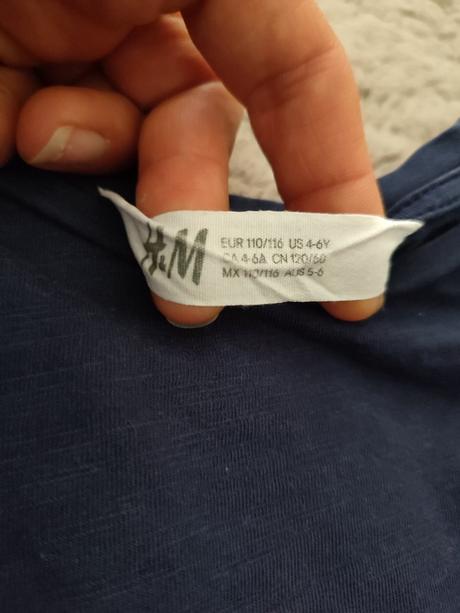 H&M
EUR 110/116 US 4-6Y
CA 4-6A CN 120/60
MX 110/116 AUS 5-6